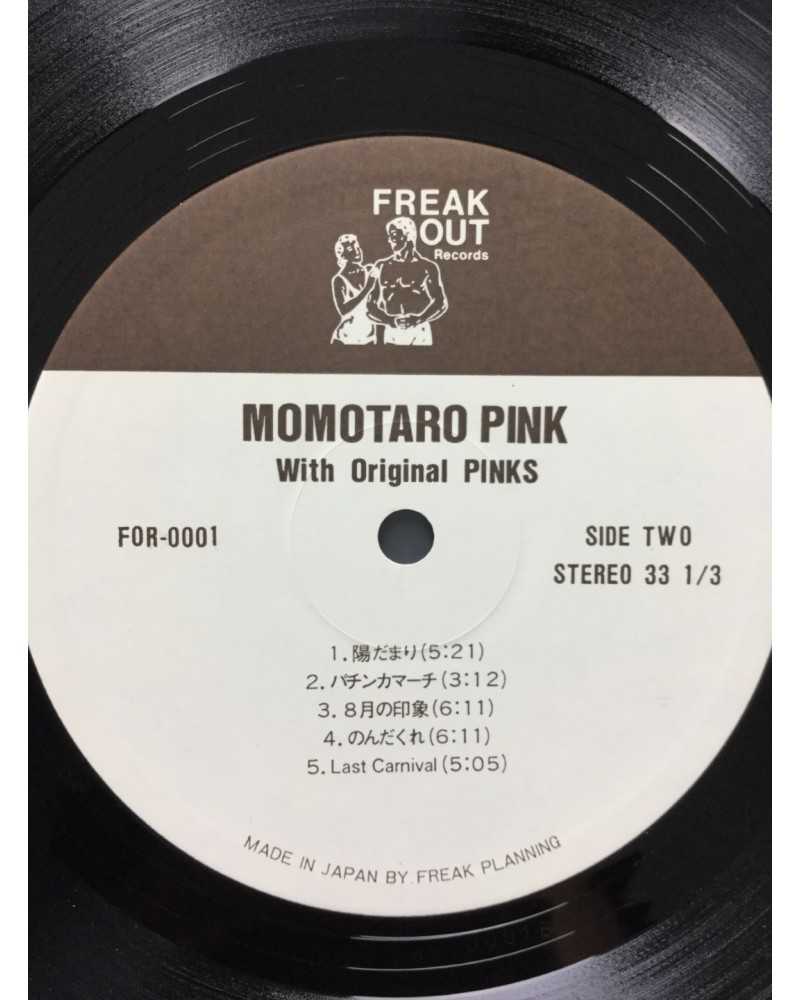 FREAK
OUT
Records
MOMOTARO PINK
With Original PINKS
FOR-0001
SIDE TWO
STEREO 33 1/3
1. 陽だまり(5:21)
2. パチンカマーチ(3:12)
3. 8月の印象(6:11)
4. のんだくれ(6:11)
5. Last Carnival(5:05)
MADE IN JAPAN BY. FREAK PLANNING